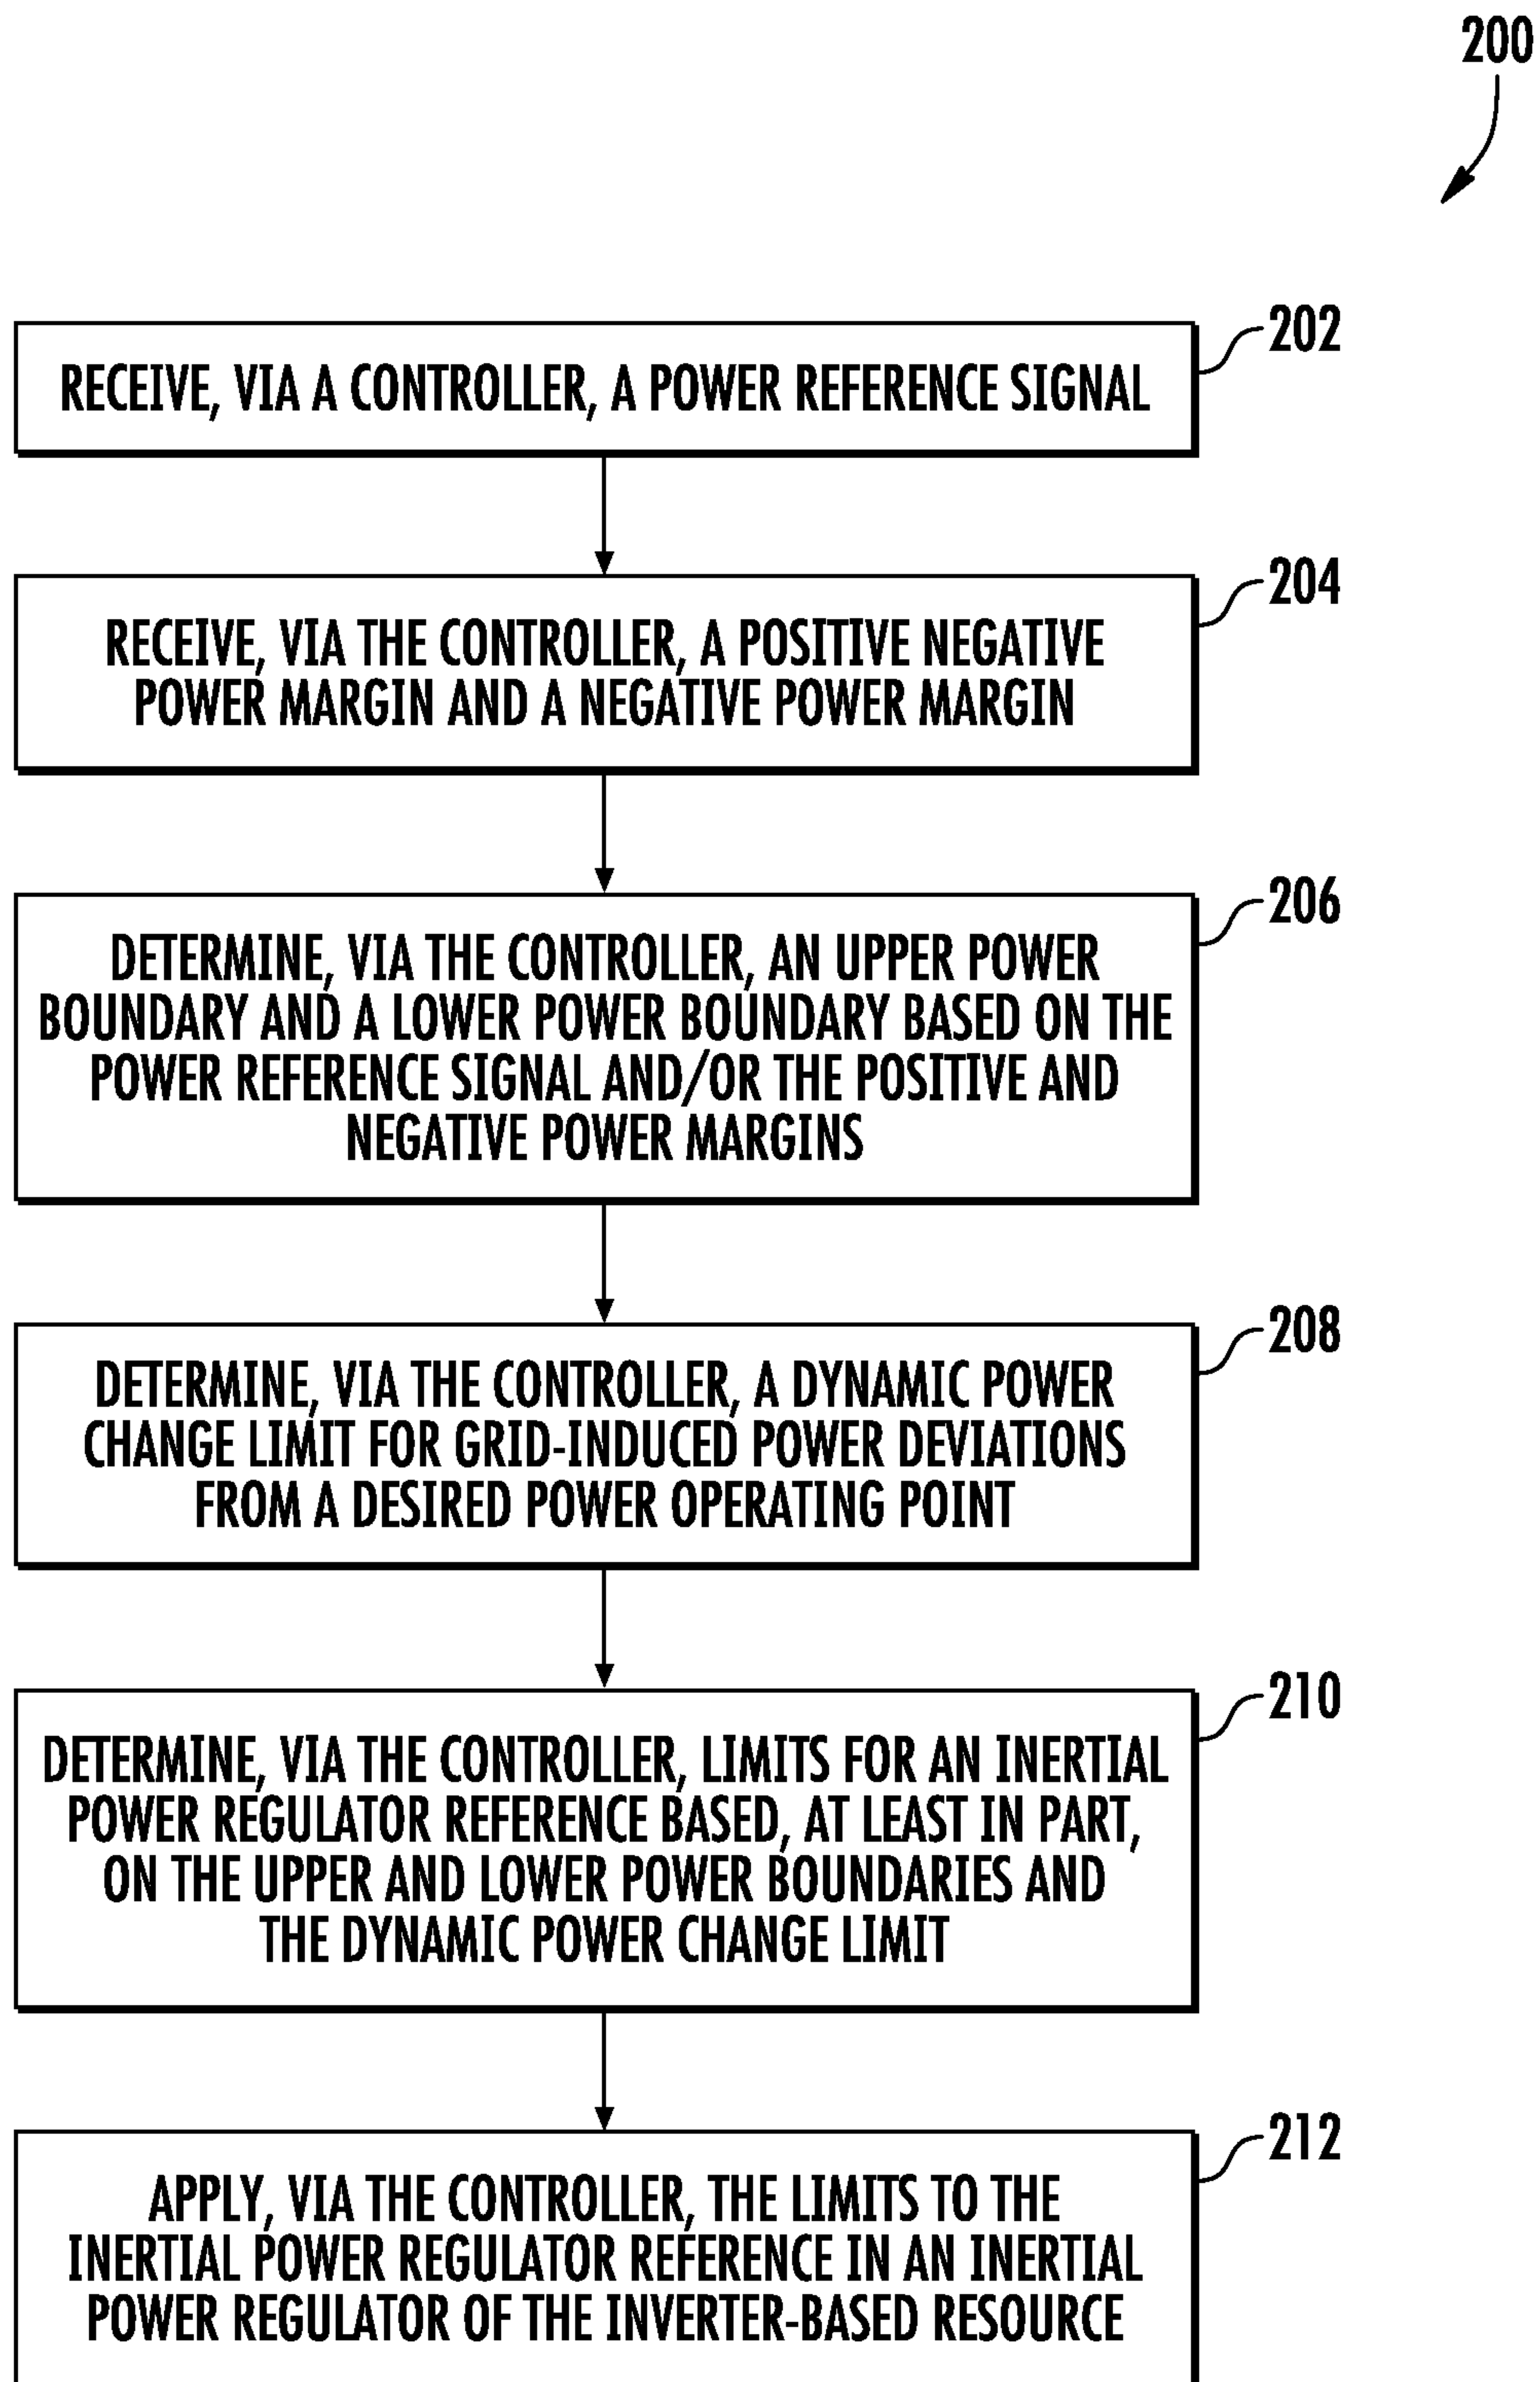 200
202
RECEIVE, VIA A CONTROLLER, A POWER REFERENCE SIGNAL
204
RECEIVE, VIA THE CONTROLLER, A POSITIVE NEGATIVE
POWER MARGIN AND A NEGATIVE POWER MARGIN
206
DETERMINE, VIA THE CONTROLLER, AN UPPER POWER
BOUNDARY AND A LOWER POWER BOUNDARY BASED ON THE
POWER REFERENCE SIGNAL AND/OR THE POSITIVE AND
NEGATIVE POWER MARGINS
208
DETERMINE, VIA THE CONTROLLER, A DYNAMIC POWER
CHANGE LIMIT FOR GRID-INDUCED POWER DEVIATIONS
FROM A DESIRED POWER OPERATING POINT
210
DETERMINE, VIA THE CONTROLLER, LIMITS FOR AN INERTIAL
POWER REGULATOR REFERENCE BASED, AT LEAST IN PART,
ON THE UPPER AND LOWER POWER BOUNDARIES AND
THE DYNAMIC POWER CHANGE LIMIT
212
APPLY, VIA THE CONTROLLER, THE LIMITS TO THE
INERTIAL POWER REGULATOR REFERENCE IN AN INERTIAL
POWER REGULATOR OF THE INVERTER-BASED RESOURCE